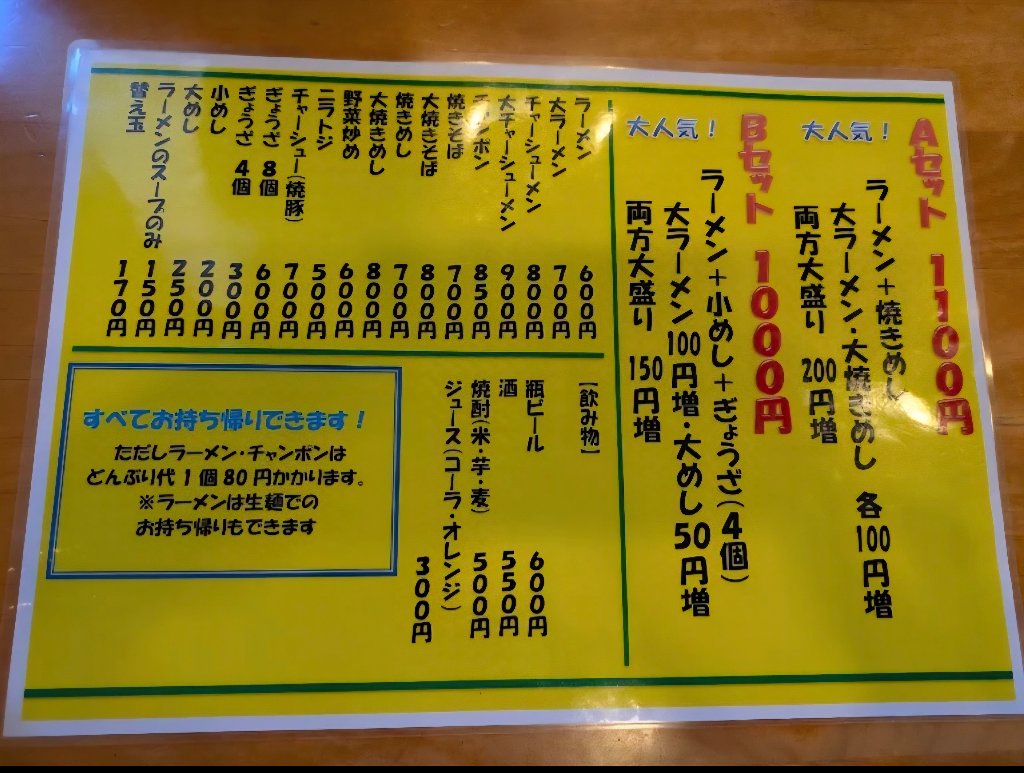 Aセット 1100円
大人気！
ラーメン＋焼きめし
大ラーメン・大焼きめし 各100円増
両方大盛り 200円増
Bセット 1000円
大人気！
ラーメン＋小めし＋ぎょうざ(4個)
大ラーメン100円増・大めし50円増
両方大盛り 150円増
ラーメン 600円
大ラーメン 700円
チャーシューメン 800円
大チャーシューメン 900円
チャンポン 850円
焼きそば 700円
大焼きそば 800円
焼きめし 700円
大焼きめし 800円
野菜炒め 600円
ニラトジ 500円
チャーシュー(焼豚) 700円
ぎょうざ 8個 600円
ぎょうざ 4個 300円
小めし 200円
大めし 250円
ラーメンのスープのみ 150円
替え玉 170円
【飲み物】
瓶ビール 600円
酒 550円
焼酎(米・芋・麦) 500円
ジュース(コーラ・オレンジ) 300円
すべてお持ち帰りできます！
ただしラーメン・チャンポンは
どんぶり代1個80円かかります。
※ラーメンは生麺での
お持ち帰りもできます